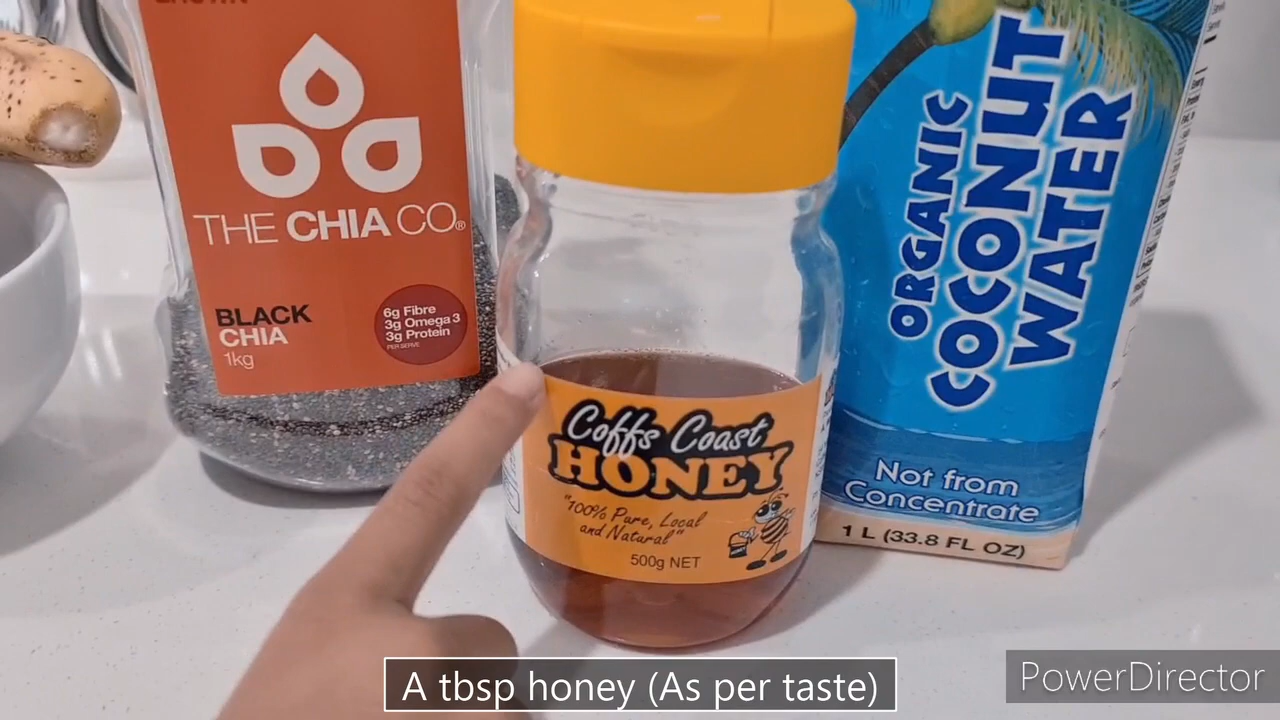 THE CHIA CO®
BLACK
CHIA
1kg
6g Fibre
3g Omega 3
3g Protein
PER SERVE
Coffs Coast
HONEY
"100% Pure, Local
and Natural"
500g NET
ORGANIC
COCONUT
WATER
Not from
Concentrate
1 L (33.8 FL OZ)
A tbsp honey (As per taste)
PowerDirector